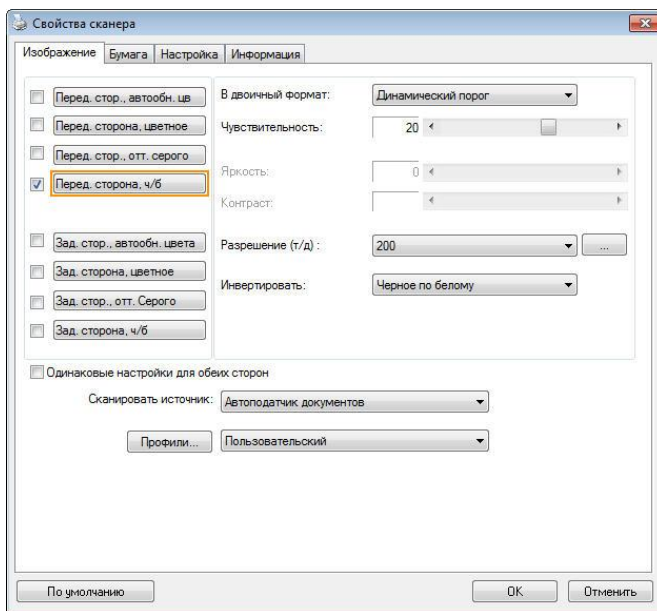 Свойства сканера
Изображение Бумага Настройка Информация
Перед. стор., автообн. цв
Перед. сторона, цветное
Перед. стор., отт. серого
Перед. сторона, ч/б
Зад. стор., автообн. цвета
Зад. сторона, цветное
Зад. стор., отт. Серого
Зад. сторона, ч/б
В двоичный формат: Динамический порог
Чувствительность: 20
Яркость: 0
Контраст:
Разрешение (т/д) : 200 ...
Инвертировать: Черное по белому
Одинаковые настройки для обеих сторон
Сканировать источник: Автоподатчик документов
Профили... Пользовательский
По умолчанию OK Отменить